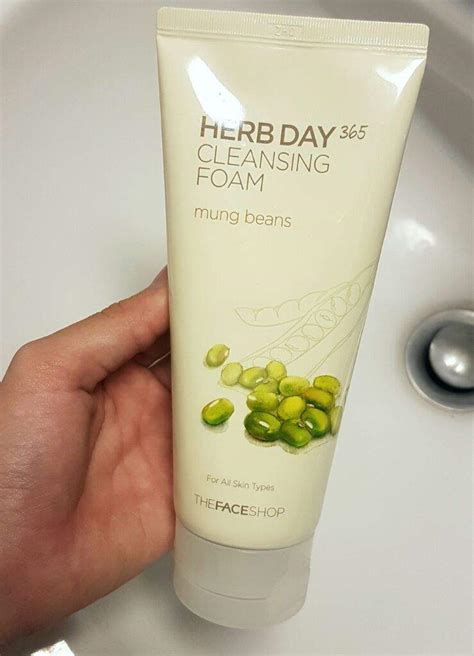 HERB DAY 365
CLEANSING
FOAM
mung beans
For All Skin Types
THEFACESHOP